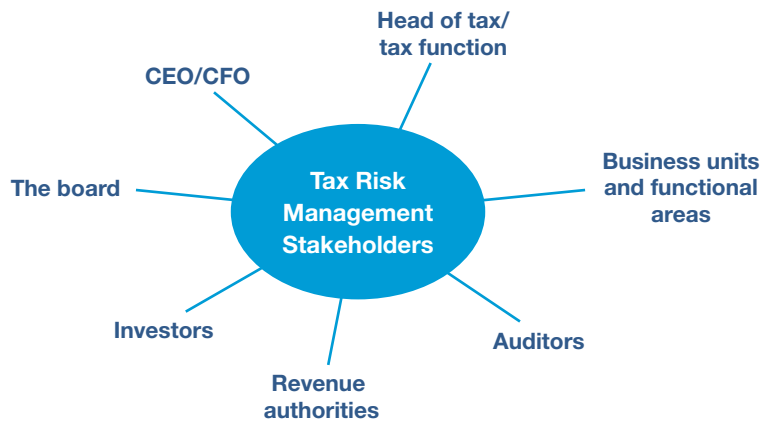 Head of tax/
tax function
CEO/CFO
Business units
and functional
areas
The board
Tax Risk
Management
Stakeholders
Investors
Auditors
Revenue
authorities